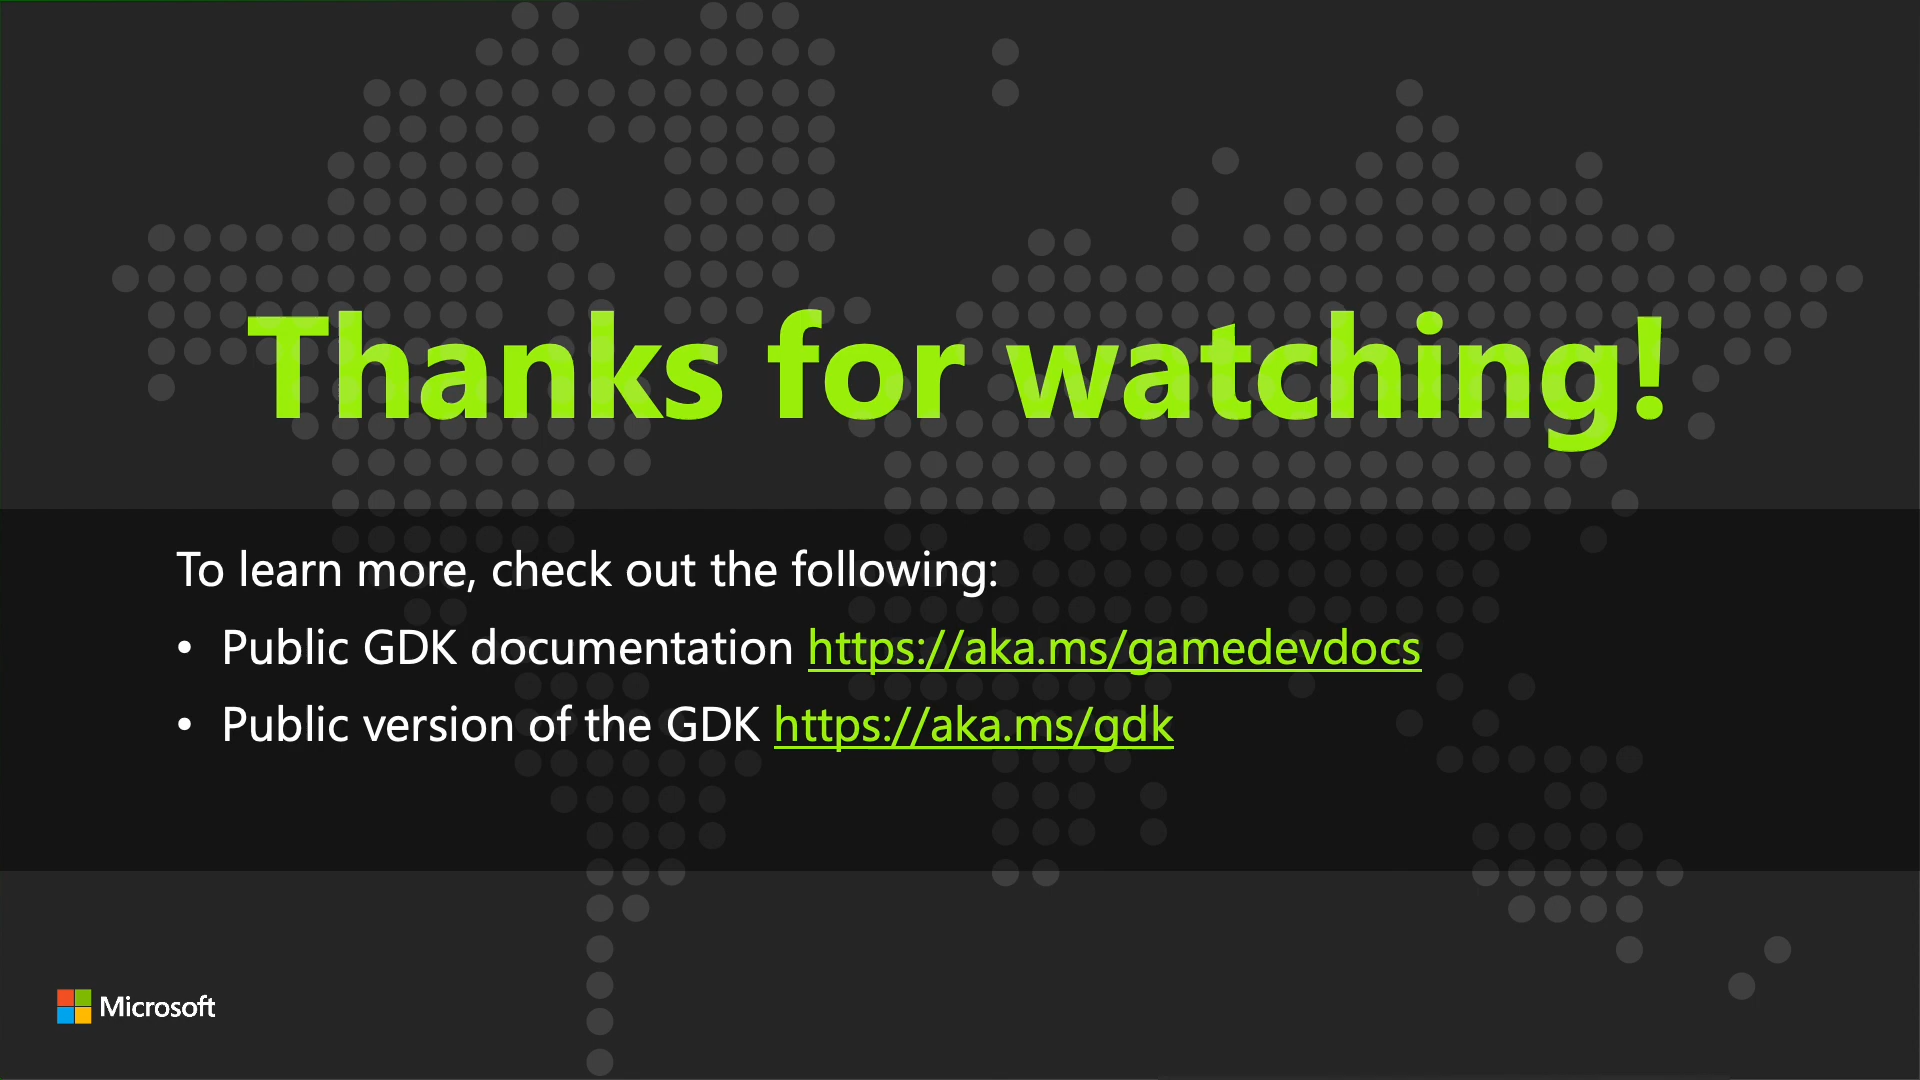 Thanks for watching!
To learn more, check out the following:
• Public GDK documentation https://aka.ms/gamedevdocs
• Public version of the GDK https://aka.ms/gdk
Microsoft